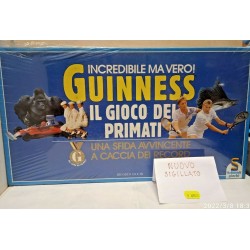 INCREDIBILE MA VERO!
GUINNESS
IL GIOCO DEI
PRIMATI
UNA SFIDA AVVINCENTE
A CACCIA DEI RECORD
NUOVO
SIGILLATO